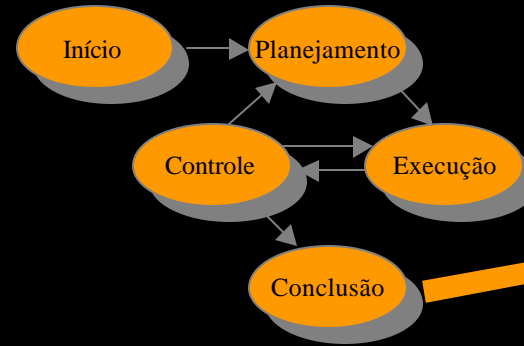 Início
Planejamento
Controle
Execução
Conclusão